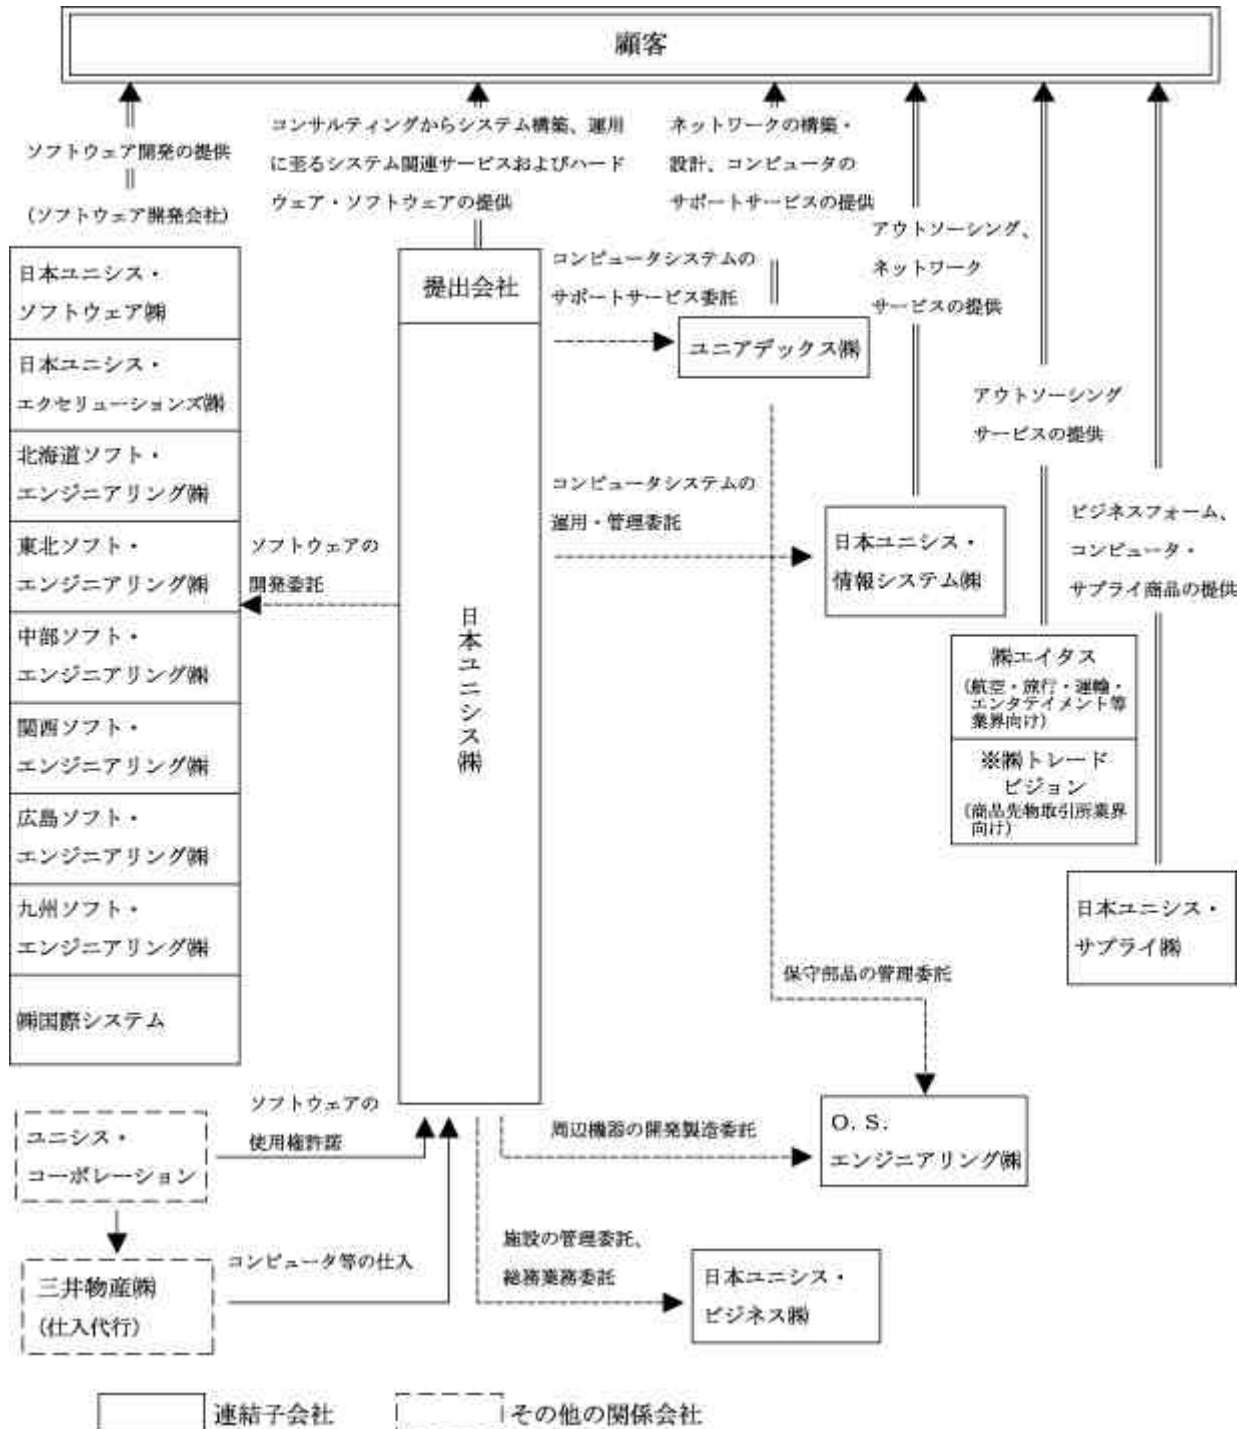 顧客
ソフトウェア開発の提供
(ソフトウェア開発会社)
コンサルティングからシステム構築、運用
に至るシステム関連サービスおよびハード
ウェア・ソフトウェアの提供
ネットワークの構築・
設計、コンピュータの
サポートサービスの提供
アウトソーシング、
ネットワーク
サービスの提供
アウトソーシング
サービスの提供
ビジネスフォーム、
コンピュータ・
サプライ商品の提供
日本ユニシス・
ソフトウェア㈱
日本ユニシス・
エクセリューションズ㈱
北海道ソフト・
エンジニアリング㈱
東北ソフト・
エンジニアリング㈱
中部ソフト・
エンジニアリング㈱
関西ソフト・
エンジニアリング㈱
広島ソフト・
エンジニアリング㈱
九州ソフト・
エンジニアリング㈱
㈱国際システム
ソフトウェアの
開発委託
提出会社
日本ユニシス㈱
コンピュータシステムの
サポートサービス委託
ユニアデックス㈱
コンピュータシステムの
運用・管理委託
日本ユニシス・
情報システム㈱
㈱エイタス
(航空・旅行・運輸・
エンタテイメント等
業界向け)
※㈱トレード
ビジョン
(商品先物取引所業界
向け)
日本ユニシス・
サプライ㈱
保守部品の管理委託
ユニシス・
コーポレーション
ソフトウェアの
使用権許諾
三井物産㈱
(仕入代行)
コンピュータ等の仕入
周辺機器の開発製造委託
O. S.
エンジニアリング㈱
施設の管理委託、
総務業務委託
日本ユニシス・
ビジネス㈱
連結子会社
その他の関係会社